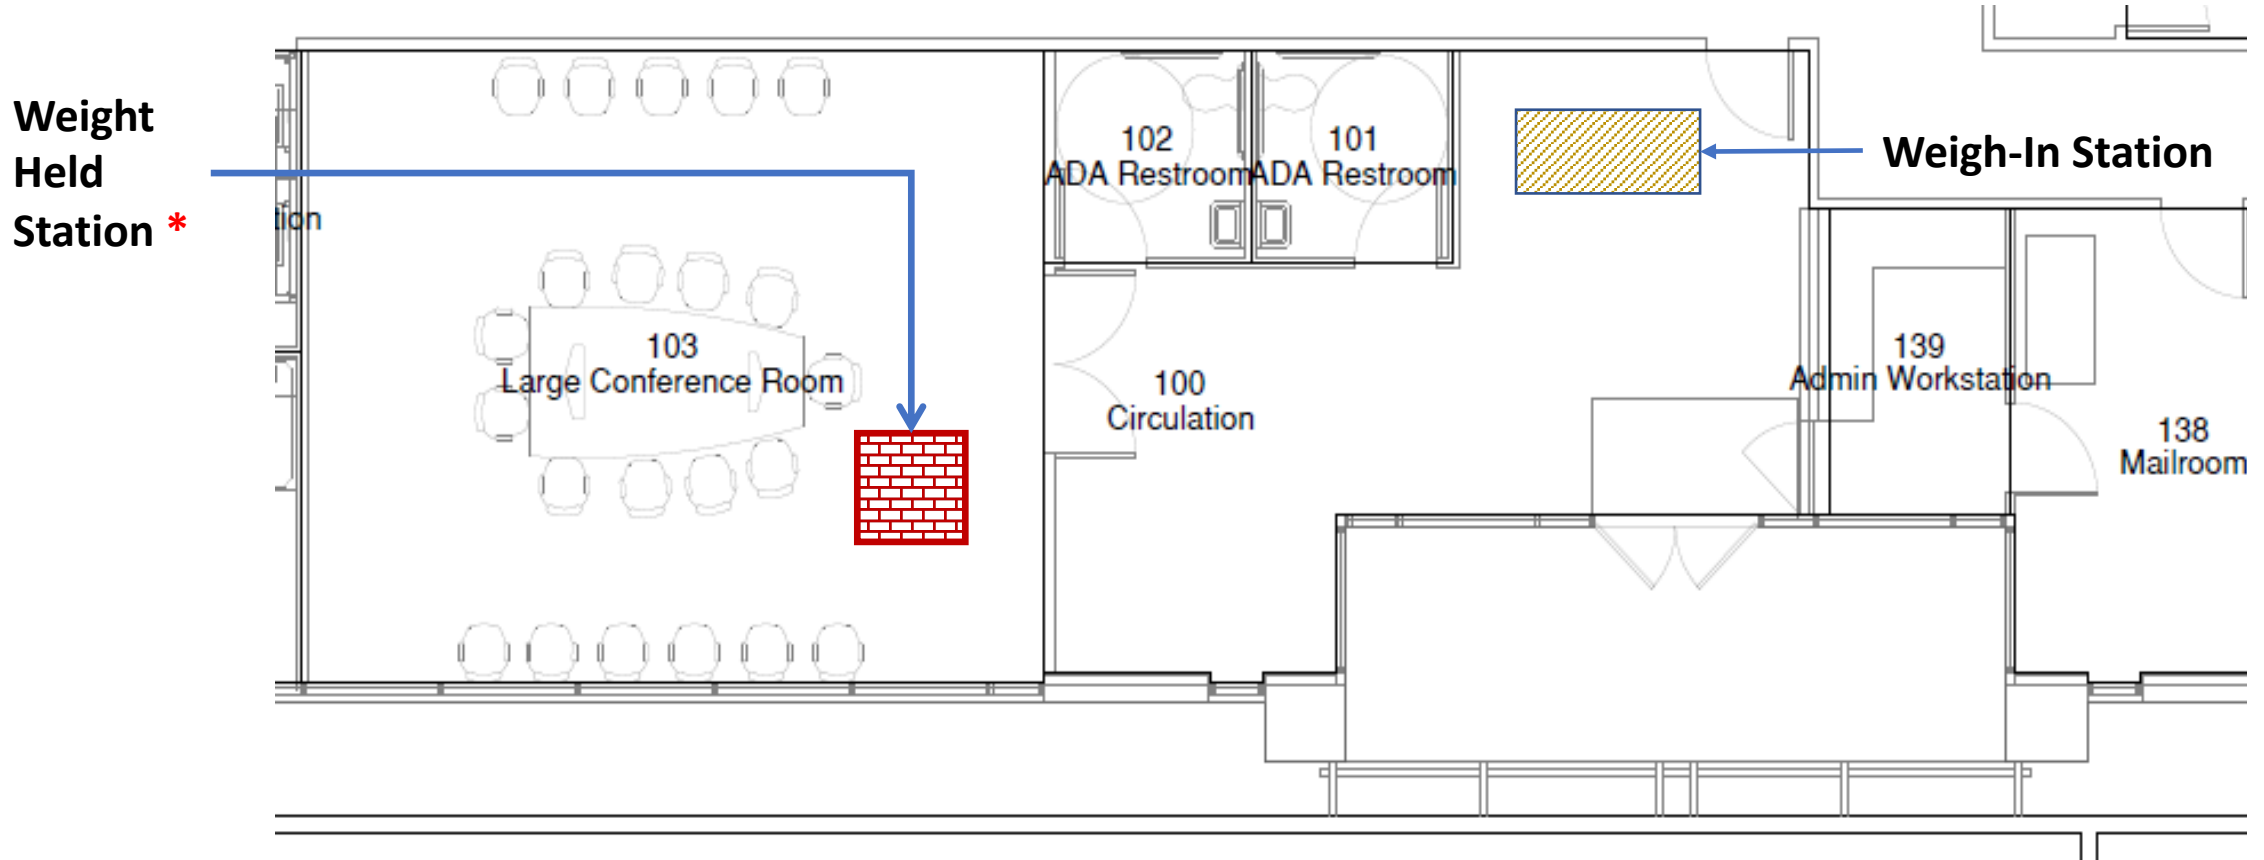 Weight
Held
Station *
tion
102
ADA Restroom
101
ADA Restroom
Weigh-In Station
103
Large Conference Room
100
Circulation
139
Admin Workstation
138
Mailroom